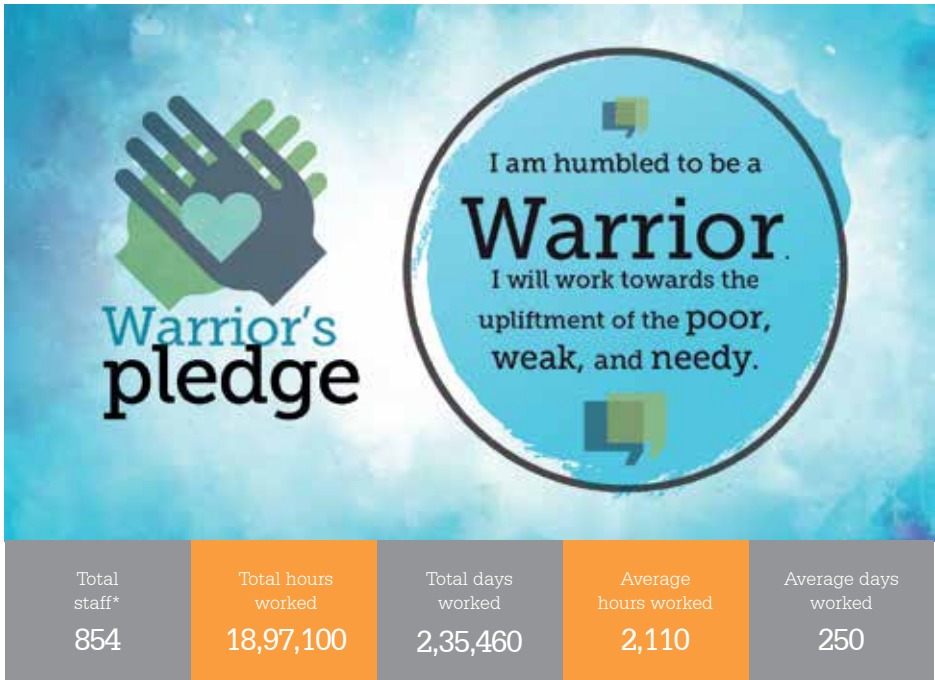 Warrior's
pledge
I am humbled to be a
Warrior.
I will work towards the
upliftment of the poor,
weak, and needy.
Total
staff*
854
Total hours
worked
18,97,100
Total days
worked
2,35,460
Average
hours worked
2,110
Average days
worked
250